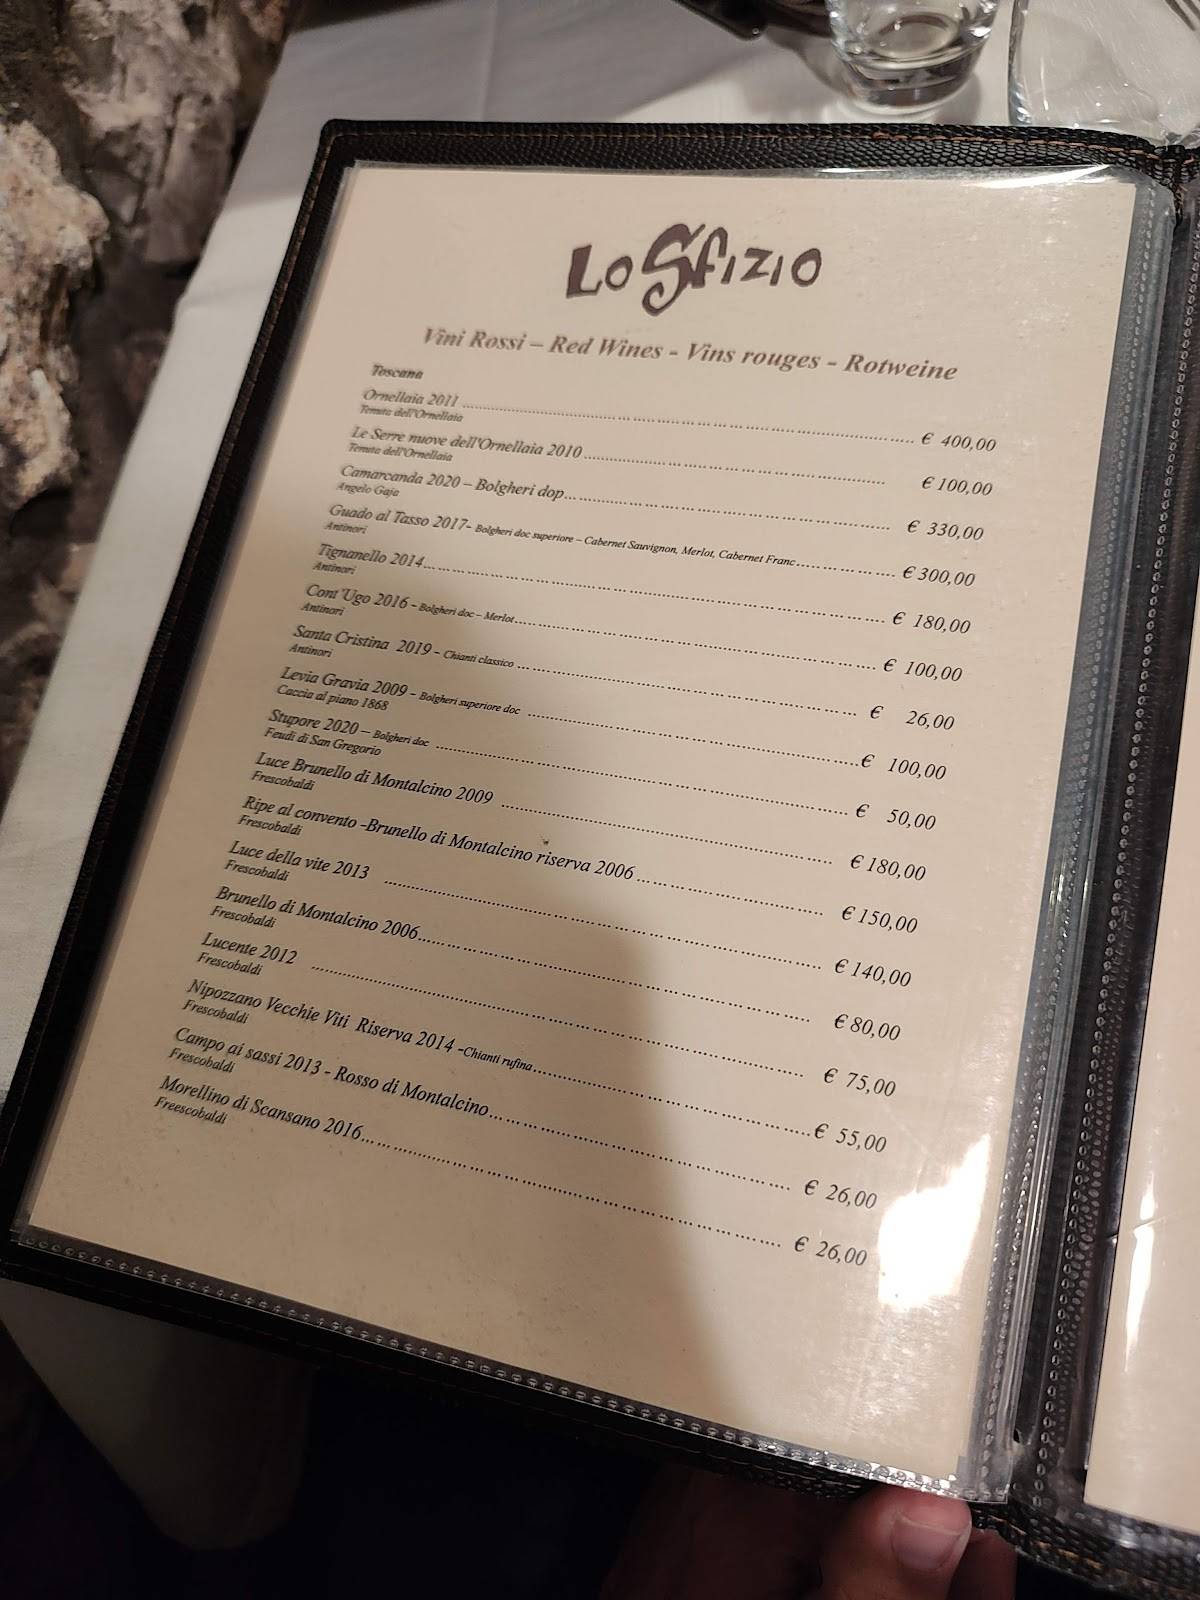 Lo Sfizio
Vini Rossi – Red Wines - Vins rouges - Rotweine
Toscana
Ornellaia 2011 € 400,00
Tenuta dell'Ornellaia
Le Serre nuove dell'Ornellaia 2010 € 100,00
Tenuta dell'Ornellaia
Camarcanda 2020 – Bolgheri dop € 330,00
Angelo Gaja
Guado al Tasso 2017- Bolgheri doc superiore – Cabernet Sauvignon, Merlot, Cabernet Franc € 300,00
Antinori
Tignanello 2014 € 180,00
Antinori
Cont'Ugo 2016 - Bolgheri doc – Merlot € 100,00
Antinori
Santa Cristina 2019 - Chianti classico € 26,00
Antinori
Levia Gravia 2009 - Bolgheri superiore doc € 100,00
Caccia al piano 1868
Stupore 2020 – Bolgheri doc € 50,00
Feudi di San Gregorio
Luce Brunello di Montalcino 2009 € 180,00
Frescobaldi
Ripe al convento -Brunello di Montalcino riserva 2006 € 150,00
Frescobaldi
Luce della vite 2013 € 140,00
Frescobaldi
Brunello di Montalcino 2006 € 80,00
Frescobaldi
Lucente 2012 € 75,00
Frescobaldi
Nipozzano Vecchie Viti Riserva 2014 -Chianti rufina € 55,00
Frescobaldi
Campo ai sassi 2013 - Rosso di Montalcino € 26,00
Frescobaldi
Morellino di Scansano 2016 € 26,00
Freescobaldi